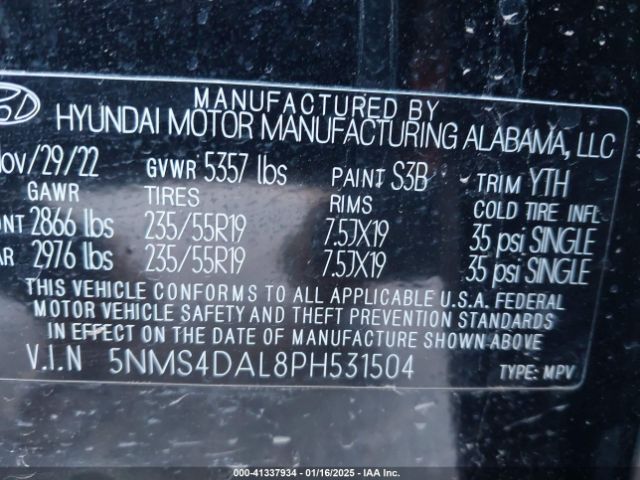 MANUFACTURED BY
HYUNDAI MOTOR MANUFACTURING ALABAMA, LLC
Nov/29/22 GVWR 5357 lbs PAINT S3B TRIM YTH
GAWR TIRES RIMS COLD TIRE INFL
ONT 2866 lbs 235/55R19 7.5JX19 35 psi SINGLE
AR 2976 lbs 235/55R19 7.5JX19 35 psi SINGLE
THIS VEHICLE CONFORMS TO ALL APPLICABLE U.S.A. FEDERAL
MOTOR VEHICLE SAFETY AND THEFT PREVENTION STANDARDS
IN EFFECT ON THE DATE OF MANUFACTURE SHOWN ABOVE
V.I.N 5NMS4DAL8PH531504 TYPE: MPV
000-41337934 - 01/16/2025 - IAA Inc.